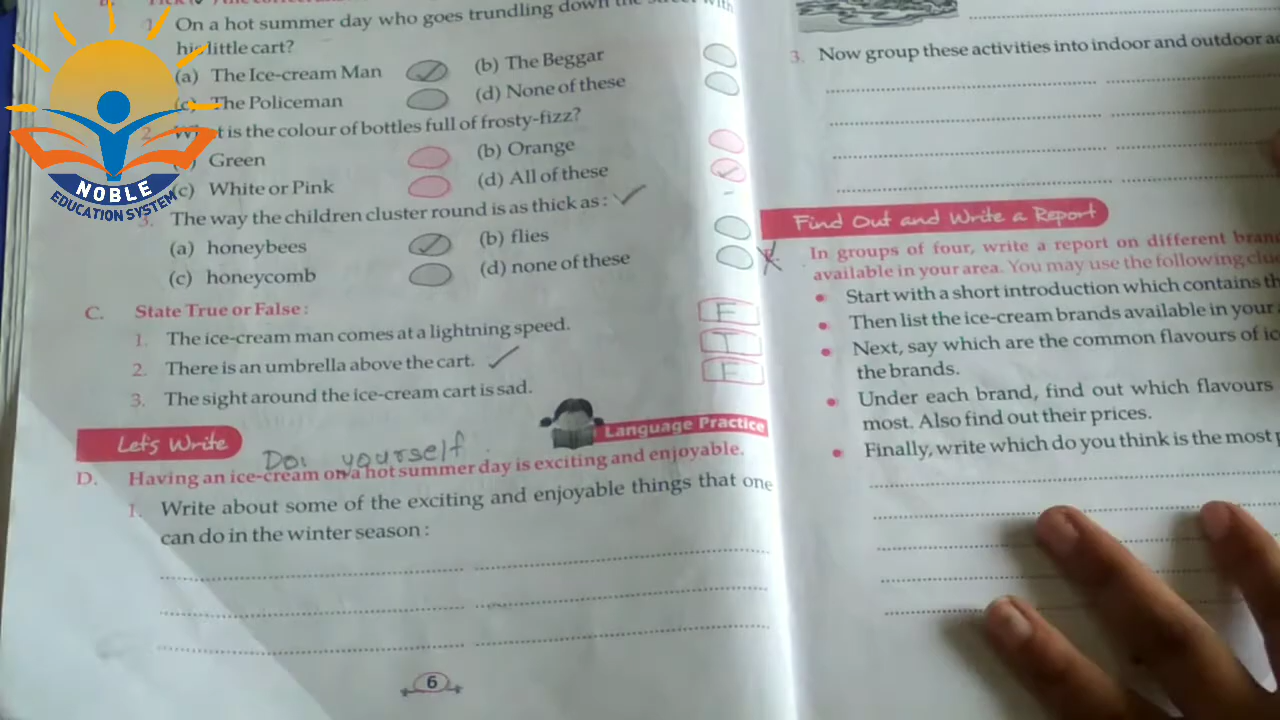 1. On a hot summer day who goes trundling down the street with
his little cart?
(a) The Ice-cream Man (b) The Beggar
(c) The Policeman (d) None of these
2. What is the colour of bottles full of frosty-fizz?
Green (b) Orange
(c) White or Pink (d) All of these
3. The way the children cluster round is as thick as :
(a) honeybees (b) flies
(c) honeycomb (d) none of these
C. State True or False :
1. The ice-cream man comes at a lightning speed. F
2. There is an umbrella above the cart. T
3. The sight around the ice-cream cart is sad. F
Let's Write
Language Practice
Do yourself
D. Having an ice-cream on a hot summer day is exciting and enjoyable.
1. Write about some of the exciting and enjoyable things that one
can do in the winter season :
6
3. Now group these activities into indoor and outdoor
Find Out and Write a Report
In groups of four, write a report on different
available in your area. You may use the following
• Start with a short introduction which contains
• Then list the ice-cream brands available in your
• Next, say which are the common flavours of
the brands.
• Under each brand, find out which flavours
most. Also find out their prices.
• Finally, write which do you think is the most
NOBLE
EDUCATION SYSTEM